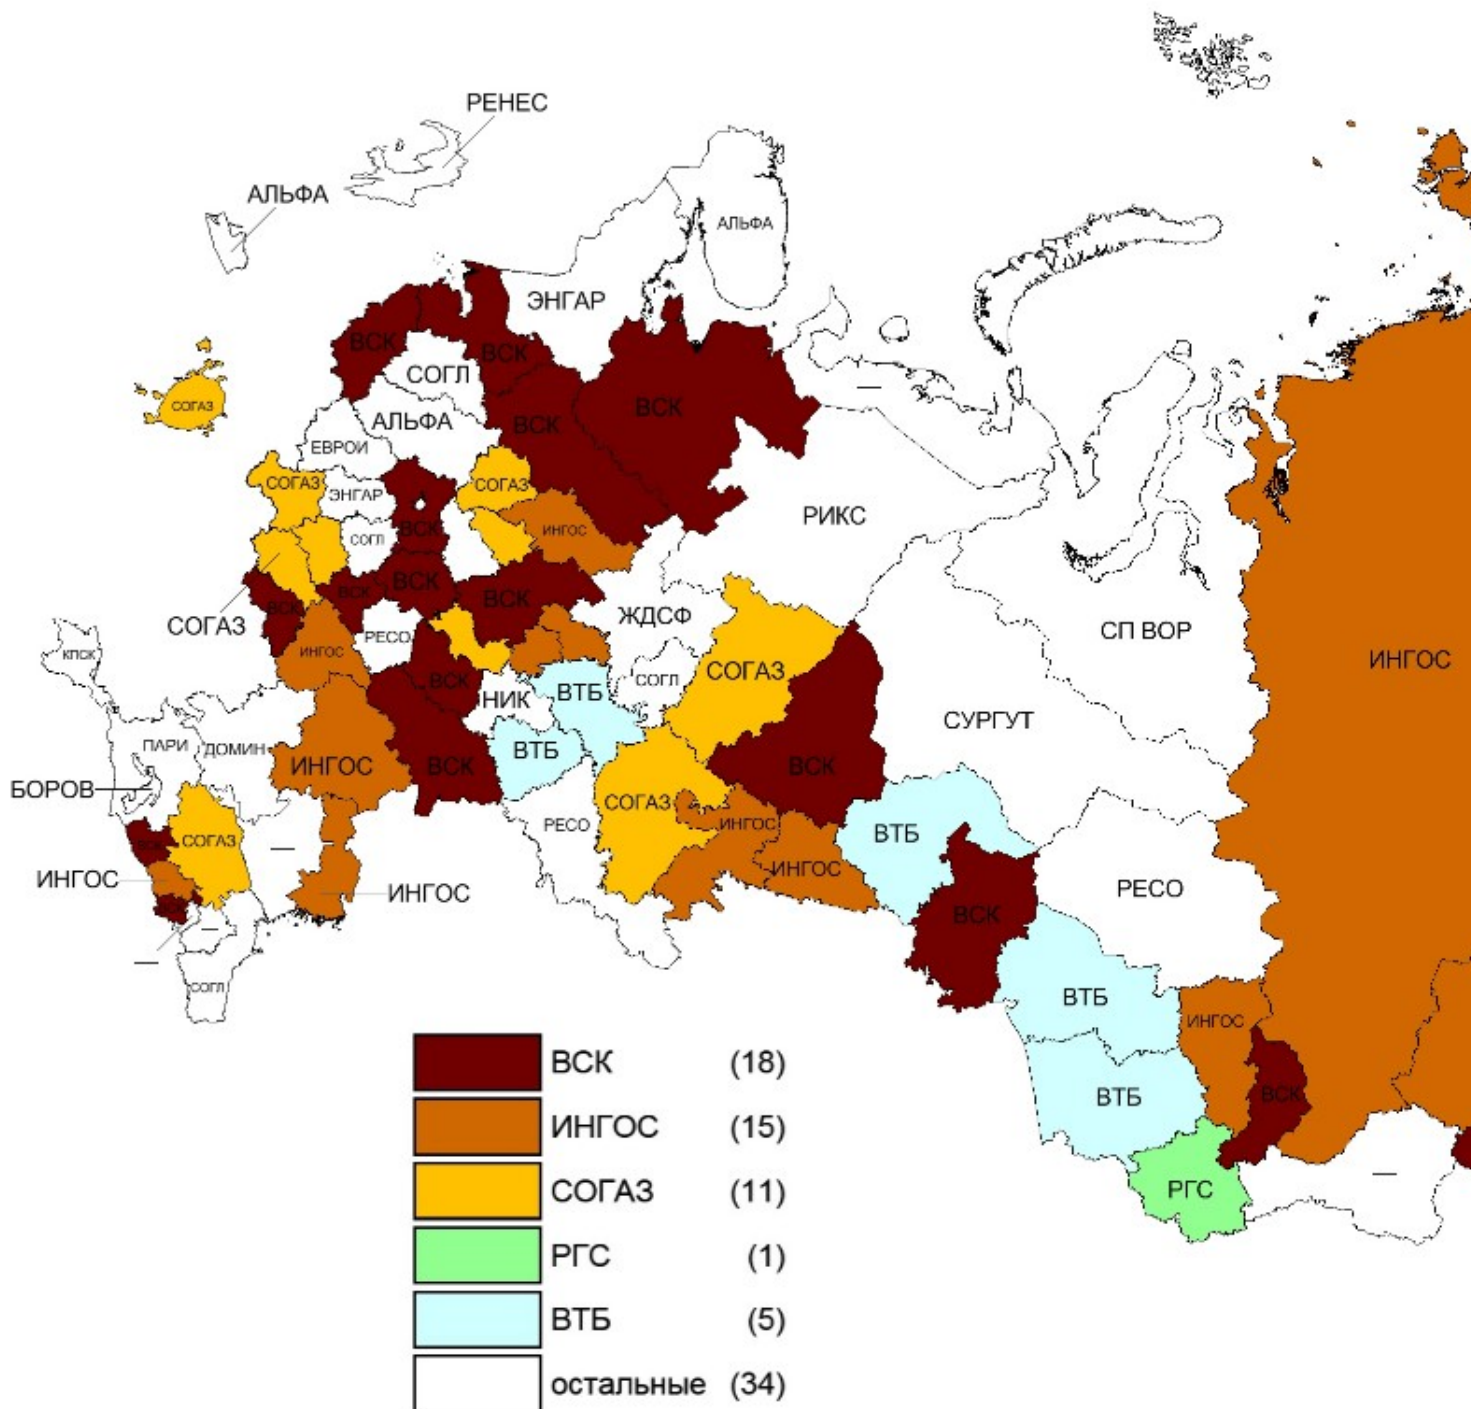 РЕНЕС
АЛЬФА
АЛЬФА
ЭНГАР
ВСК
ВСК
СОГЛ
ВСК
СОГАЗ
АЛЬФА
ВСК
ЕВРОИ
СОГАЗ
СОГАЗ
ЭНГАР
РИКС
ВСК
ИНГОС
СОГЛ
ВСК
ВСК
ВСК
ВСК
ЖДСФ
СОГАЗ
РЕСО
СП ВОР
КПСК
ИНГОС
ИНГОС
СОГАЗ
ВСК
СОГЛ
НИК
ВТБ
СУРГУТ
ПАРИ
ДОМИН
ВТБ
ИНГОС
ВСК
ВСК
БОРОВ
СОГАЗ
РЕСО
ИНГОС
ВТБ
СОГАЗ
ВСК
—
ИНГОС
ИНГОС
ИНГОС
РЕСО
ВСК
ВСК
—
—
—
СОГЛ
ВТБ
ИНГОС
ВТБ
ВСК
—
РГС
ВСК (18)
ИНГОС (15)
СОГАЗ (11)
РГС (1)
ВТБ (5)
остальные (34)